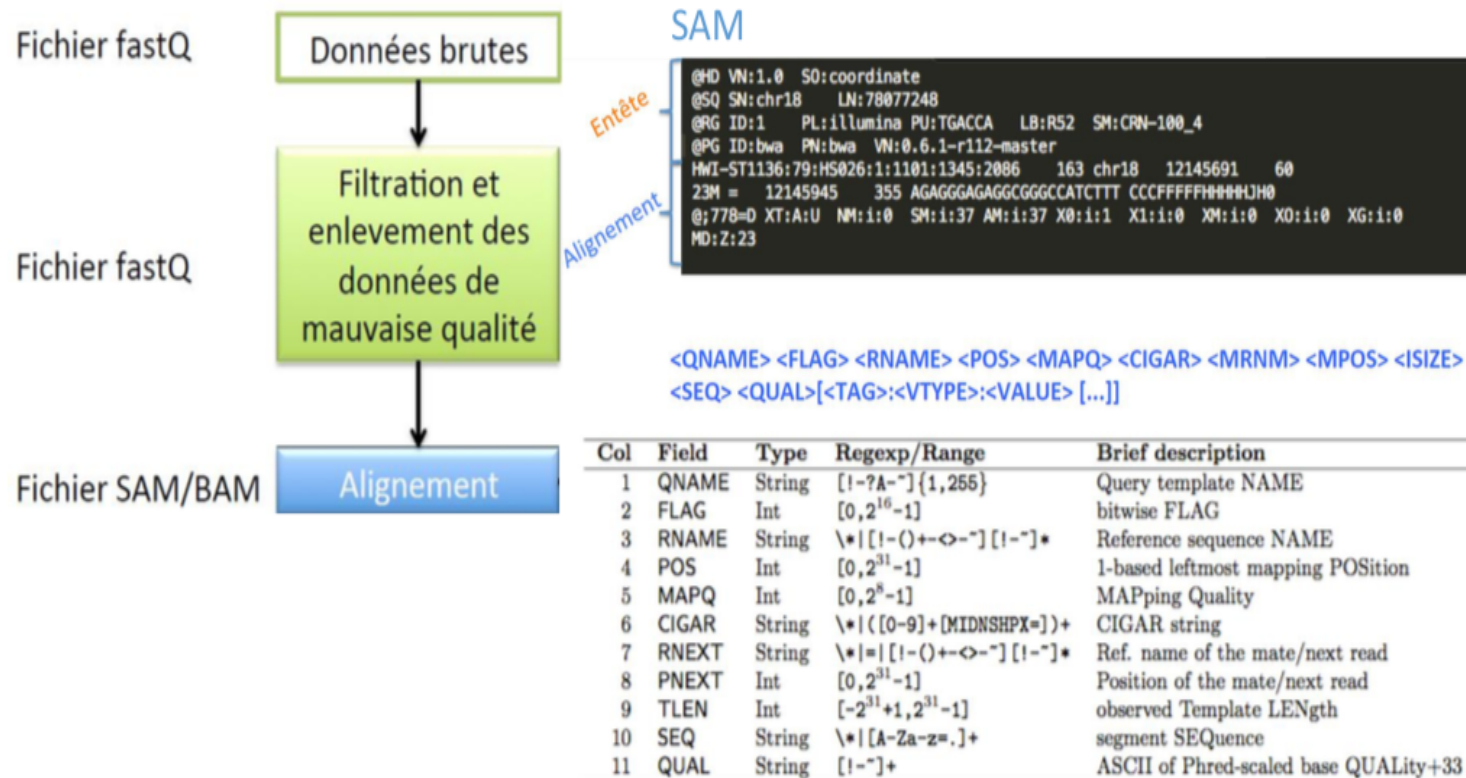 Fichier fastQ
Données brutes
Fichier fastQ
Filtration et
enlevement des
données de
mauvaise qualité
Fichier SAM/BAM
Alignement
SAM
Entête
Alignement
@HD VN:1.0 SO:coordinate
@SQ SN:chr18 LN:78077248
@RG ID:1 PL:illumina PU:TGACCA LB:R52 SM:CRN-100_4
@PG ID:bwa PN:bwa VN:0.6.1-r112-master
HWI-ST1136:79:HS026:1:1101:1345:2086 163 chr18 12145691 60
23M = 12145945 355 AGAGGGAGAGGCGGGCCATCTTT CCCFFFFFHHHHHJH0
@;778=D XT:A:U NM:i:0 SM:i:37 AM:i:37 X0:i:1 X1:i:0 XM:i:0 XO:i:0 XG:i:0
MD:Z:23
<QNAME> <FLAG> <RNAME> <POS> <MAPQ> <CIGAR> <MRNM> <MPOS> <ISIZE>
<SEQ> <QUAL>[<TAG>:<VTYPE>:<VALUE> [...]]
Col Field Type Regexp/Range Brief description
1 QNAME String [!-?A-~]{1,255} Query template NAME
2 FLAG Int [0,2^16-1] bitwise FLAG
3 RNAME String \*|[!-()+-<>-~][!-~]* Reference sequence NAME
4 POS Int [0,2^31-1] 1-based leftmost mapping POSition
5 MAPQ Int [0,2^8-1] MAPping Quality
6 CIGAR String \*|([0-9]+[MIDNSHPX=])+ CIGAR string
7 RNEXT String \*|=|[!-()+-<>-~][!-~]* Ref. name of the mate/next read
8 PNEXT Int [0,2^31-1] Position of the mate/next read
9 TLEN Int [-2^31+1,2^31-1] observed Template LENgth
10 SEQ String \*|[A-Za-z=.]+ segment SEQuence
11 QUAL String [!-~]+ ASCII of Phred-scaled base QUALity+33